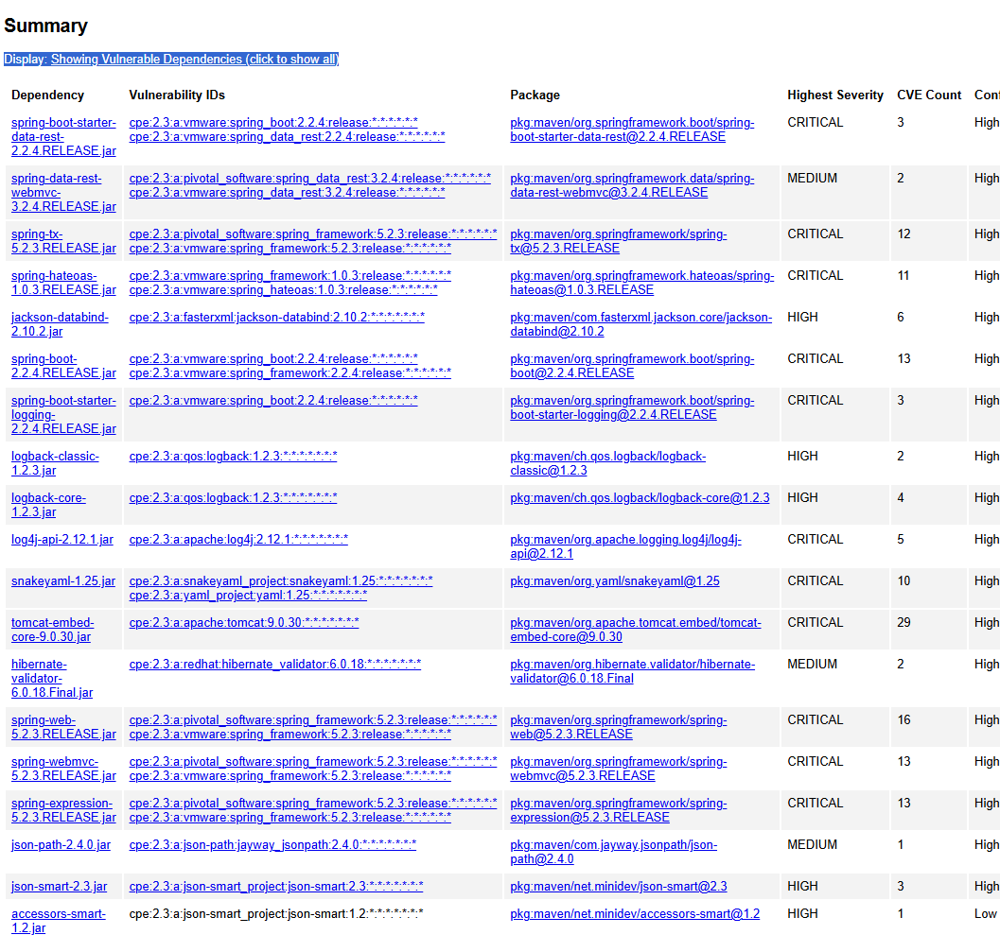 Summary
Display: Showing Vulnerable Dependencies (click to show all)
Dependency Vulnerability IDs Package Highest Severity CVE Count Conf
spring-boot-starter- cpe:2.3:a:vmware:spring_boot:2.2.4:release:*:*:*:*:*:* pkg:maven/org.springframework.boot/spring- CRITICAL 3 High
data-rest- cpe:2.3:a:vmware:spring_data_rest:2.2.4:release:*:*:*:*:*:* boot-starter-data-rest@2.2.4.RELEASE
2.2.4.RELEASE.jar
spring-data-rest- cpe:2.3:a:pivotal_software:spring_data_rest:3.2.4:release:*:*:*:*:*:* pkg:maven/org.springframework.data/spring- MEDIUM 2 High
webmvc- cpe:2.3:a:vmware:spring_data_rest:3.2.4:release:*:*:*:*:*:* data-rest-webmvc@3.2.4.RELEASE
3.2.4.RELEASE.jar
spring-tx- cpe:2.3:a:pivotal_software:spring_framework:5.2.3:release:*:*:*:*:*:* pkg:maven/org.springframework/spring- CRITICAL 12 High
5.2.3.RELEASE.jar cpe:2.3:a:vmware:spring_framework:5.2.3:release:*:*:*:*:*:* tx@5.2.3.RELEASE
spring-hateoas- cpe:2.3:a:vmware:spring_framework:1.0.3:release:*:*:*:*:*:* pkg:maven/org.springframework.hateoas/spring- CRITICAL 11 High
1.0.3.RELEASE.jar cpe:2.3:a:vmware:spring_hateoas:1.0.3:release:*:*:*:*:*:* hateoas@1.0.3.RELEASE
jackson-databind- cpe:2.3:a:fasterxml:jackson-databind:2.10.2:*:*:*:*:*:*:* pkg:maven/com.fasterxml.jackson.core/jackson- HIGH 6 High
2.10.2.jar databind@2.10.2
spring-boot- cpe:2.3:a:vmware:spring_boot:2.2.4:release:*:*:*:*:*:* pkg:maven/org.springframework.boot/spring- CRITICAL 13 High
2.2.4.RELEASE.jar cpe:2.3:a:vmware:spring_framework:2.2.4:release:*:*:*:*:*:* boot@2.2.4.RELEASE
spring-boot-starter- cpe:2.3:a:vmware:spring_boot:2.2.4:release:*:*:*:*:*:* pkg:maven/org.springframework.boot/spring- CRITICAL 3 High
logging- boot-starter-logging@2.2.4.RELEASE
2.2.4.RELEASE.jar
logback-classic- cpe:2.3:a:qos:logback:1.2.3:*:*:*:*:*:*:* pkg:maven/ch.qos.logback/logback- HIGH 2 High
1.2.3.jar classic@1.2.3
logback-core- cpe:2.3:a:qos:logback:1.2.3:*:*:*:*:*:*:* pkg:maven/ch.qos.logback/logback-core@1.2.3 HIGH 4 High
1.2.3.jar
log4j-api-2.12.1.jar cpe:2.3:a:apache:log4j:2.12.1:*:*:*:*:*:*:* pkg:maven/org.apache.logging.log4j/log4j- CRITICAL 5 High
api@2.12.1
snakeyaml-1.25.jar cpe:2.3:a:snakeyaml_project:snakeyaml:1.25:*:*:*:*:*:*:* pkg:maven/org.yaml/snakeyaml@1.25 CRITICAL 10 High
cpe:2.3:a:yaml_project:yaml:1.25:*:*:*:*:*:*:*
tomcat-embed- cpe:2.3:a:apache:tomcat:9.0.30:*:*:*:*:*:*:* pkg:maven/org.apache.tomcat.embed/tomcat- CRITICAL 29 High
core-9.0.30.jar embed-core@9.0.30
hibernate- cpe:2.3:a:redhat:hibernate_validator:6.0.18:*:*:*:*:*:*:* pkg:maven/org.hibernate.validator/hibernate- MEDIUM 2 High
validator- validator@6.0.18.Final
6.0.18.Final.jar
spring-web- cpe:2.3:a:pivotal_software:spring_framework:5.2.3:release:*:*:*:*:*:* pkg:maven/org.springframework/spring- CRITICAL 16 High
5.2.3.RELEASE.jar cpe:2.3:a:vmware:spring_framework:5.2.3:release:*:*:*:*:*:* web@5.2.3.RELEASE
spring-webmvc- cpe:2.3:a:pivotal_software:spring_framework:5.2.3:release:*:*:*:*:*:* pkg:maven/org.springframework/spring- CRITICAL 13 High
5.2.3.RELEASE.jar cpe:2.3:a:vmware:spring_framework:5.2.3:release:*:*:*:*:*:* webmvc@5.2.3.RELEASE
spring-expression- cpe:2.3:a:pivotal_software:spring_framework:5.2.3:release:*:*:*:*:*:* pkg:maven/org.springframework/spring- CRITICAL 13 High
5.2.3.RELEASE.jar cpe:2.3:a:vmware:spring_framework:5.2.3:release:*:*:*:*:*:* expression@5.2.3.RELEASE
json-path-2.4.0.jar cpe:2.3:a:json-path:jayway_jsonpath:2.4.0:*:*:*:*:*:*:* pkg:maven/com.jayway.jsonpath/json- MEDIUM 1 High
path@2.4.0
json-smart-2.3.jar cpe:2.3:a:json-smart_project:json-smart:2.3:*:*:*:*:*:*:* pkg:maven/net.minidev/json-smart@2.3 HIGH 3 High
accessors-smart- cpe:2.3:a:json-smart_project:json-smart:1.2:*:*:*:*:*:*:* pkg:maven/net.minidev/accessors-smart@1.2 HIGH 1 Low
1.2.jar